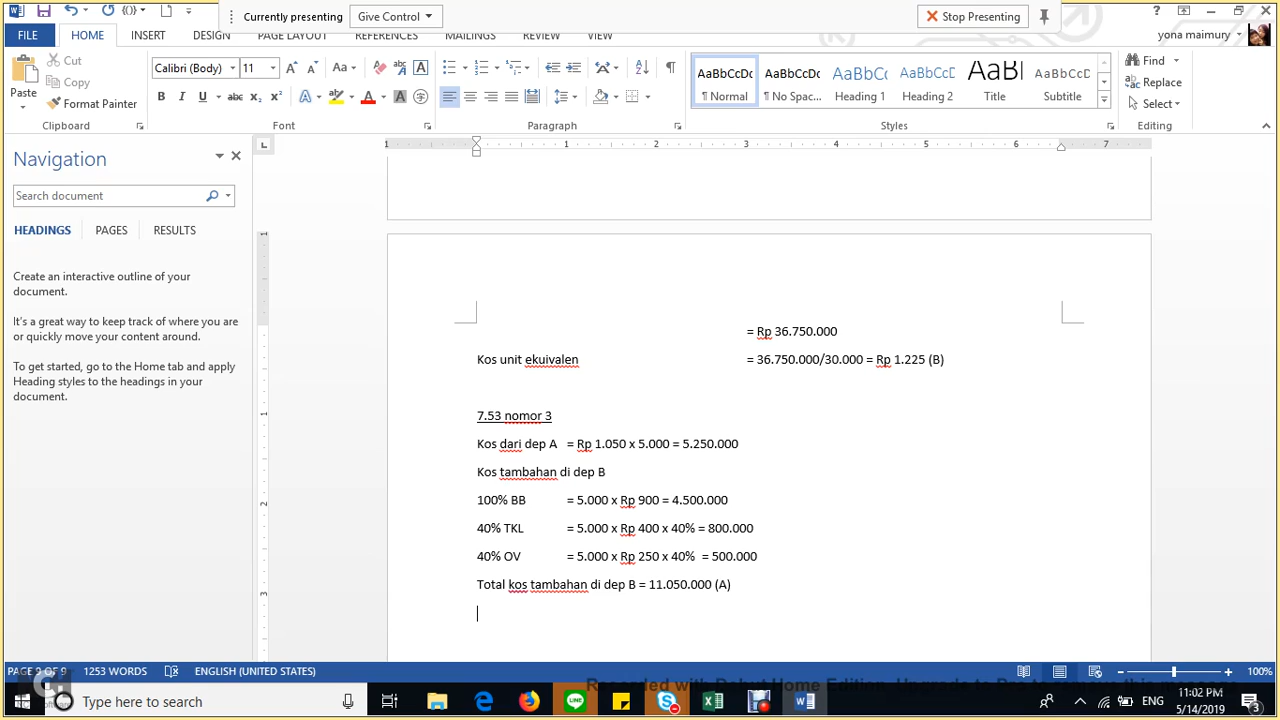 Currently presenting
Give Control
Stop Presenting
FILE
HOME
INSERT
DESIGN
PAGE LAYOUT
REFERENCES
MAILINGS
REVIEW
VIEW
yona maimury
Paste
Cut
Copy
Format Painter
Clipboard
Calibri (Body)
11
Font
Paragraph
AaBbCcDc
¶ Normal
AaBbCcDc
¶ No Spac...
AaBbCc
Heading 1
AaBbCcD
Heading 2
AaBl
Title
AaBbCcD
Subtitle
Styles
Find
Replace
Select
Editing
Navigation
Search document
HEADINGS
PAGES
RESULTS
Create an interactive outline of your
document.
It's a great way to keep track of where you are
or quickly move your content around.
To get started, go to the Home tab and apply
Heading styles to the headings in your
document.
= Rp 36.750.000
Kos unit ekuivalen = 36.750.000/30.000 = Rp 1.225 (B)
7.53 nomor 3
Kos dari dep A = Rp 1.050 x 5.000 = 5.250.000
Kos tambahan di dep B
100% BB = 5.000 x Rp 900 = 4.500.000
40% TKL = 5.000 x Rp 400 x 40% = 800.000
40% OV = 5.000 x Rp 250 x 40% = 500.000
Total kos tambahan di dep B = 11.050.000 (A)
PAGE 9 OF 9
1253 WORDS
ENGLISH (UNITED STATES)
100%
Type here to search
ENG
11:02 PM
5/14/2019
3